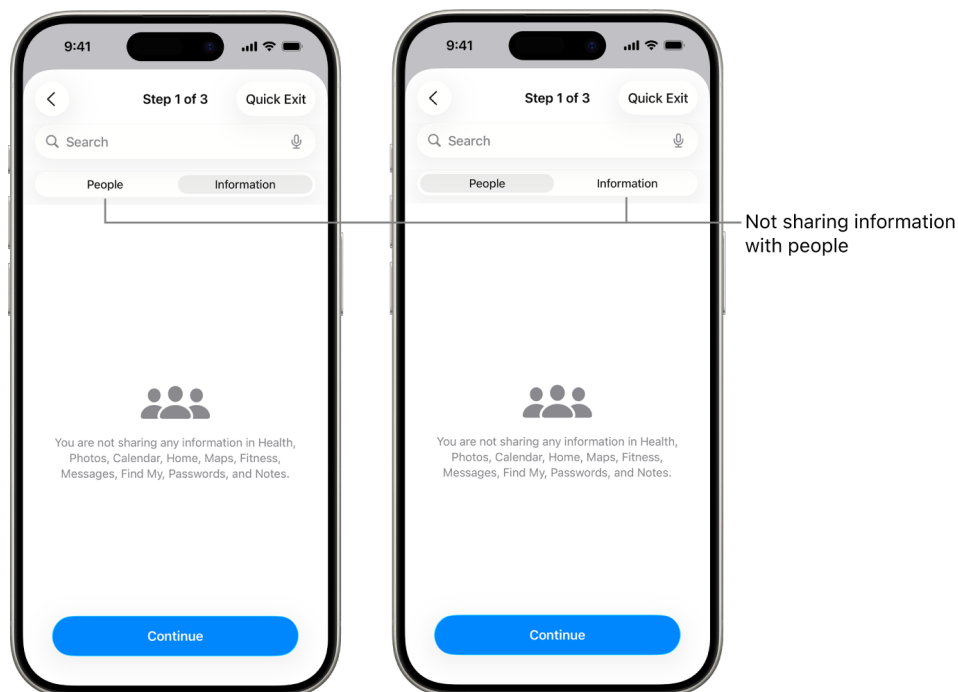 9:41
Step 1 of 3
Quick Exit
Search
People
Information
You are not sharing any information in Health,
Photos, Calendar, Home, Maps, Fitness,
Messages, Find My, Passwords, and Notes.
Continue
9:41
Step 1 of 3
Quick Exit
Search
People
Information
You are not sharing any information in Health,
Photos, Calendar, Home, Maps, Fitness,
Messages, Find My, Passwords, and Notes.
Continue
Not sharing information
with people